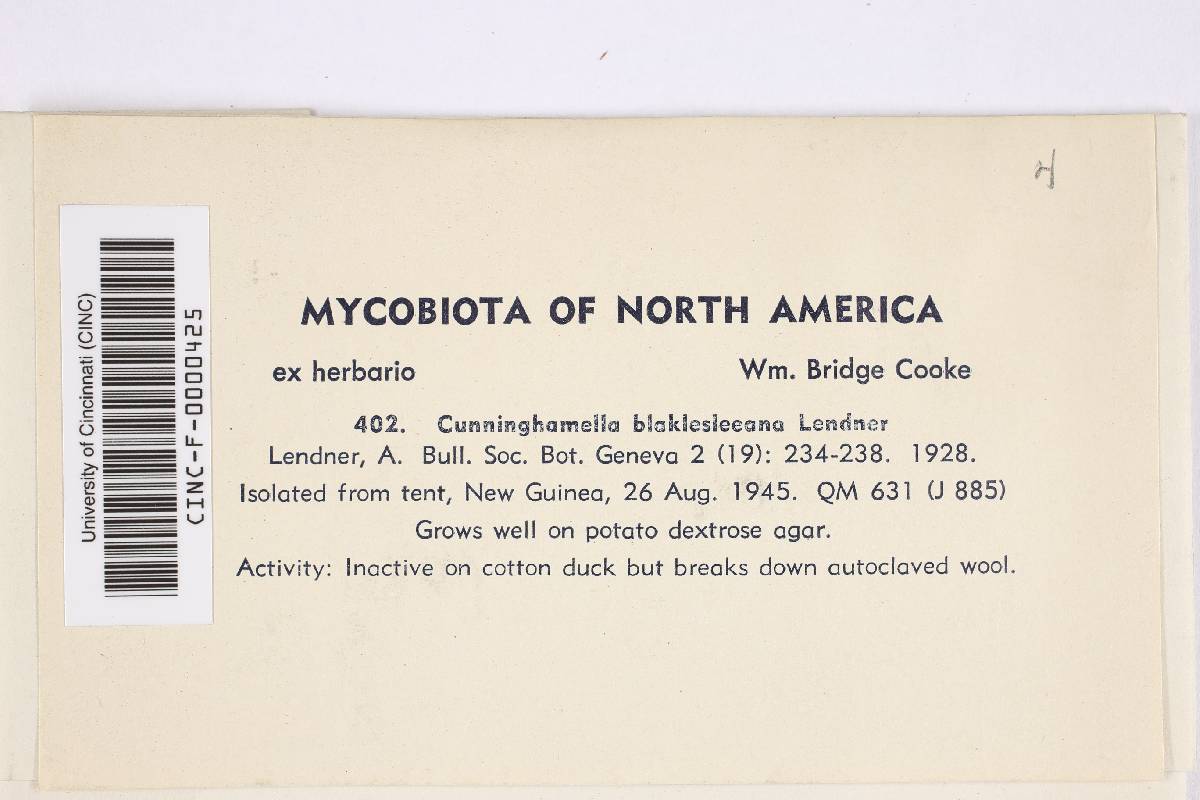 MYCOBIOTA OF NORTH AMERICA
ex herbario Wm. Bridge Cooke
402. Cunninghamella blaklesleeana Lendner
Lendner, A. Bull. Soc. Bot. Geneva 2 (19): 234-238. 1928.
Isolated from tent, New Guinea, 26 Aug. 1945. QM 631 (J 885)
Grows well on potato dextrose agar.
Activity: Inactive on cotton duck but breaks down autoclaved wool.
University of Cincinnati (CINC)
CINC-F-0000425